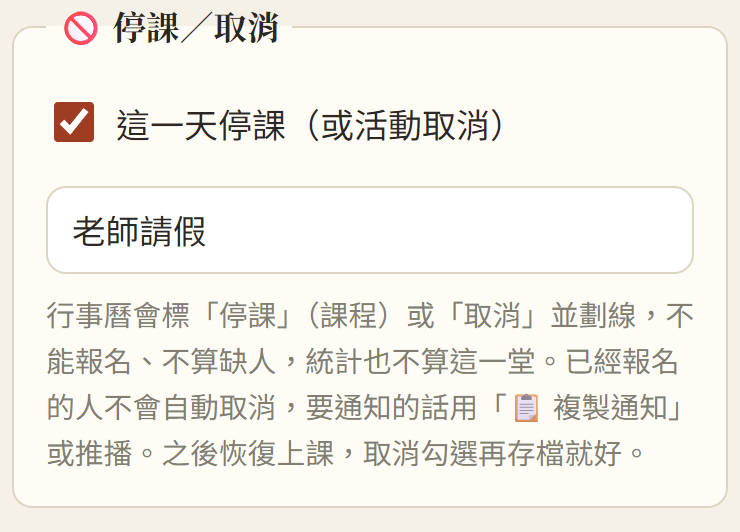 🚫 停課／取消
這一天停課（或活動取消）
老師請假
行事曆會標「停課」（課程）或「取消」並劃線，不
能報名、不算缺人，統計也不算這一堂。已經報名
的人不會自動取消，要通知的話用「📋 複製通知」
或推播。之後恢復上課，取消勾選再存檔就好。